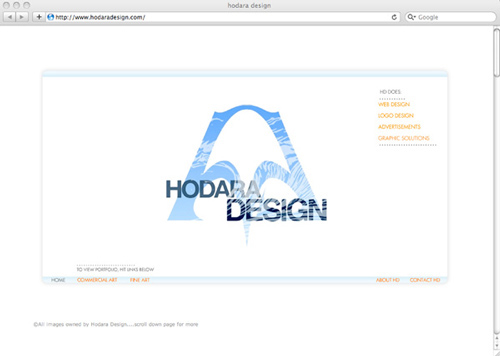 hodara design
http://www.hodaradesign.com/
Google
HD DOES:
WEB DESIGN
LOGO DESIGN
ADVERTISEMENTS
GRAPHIC SOLUTIONS
HODARA
DESIGN
TO VIEW PORTFOLIO, HIT LINKS BELOW
HOME COMMERCIAL ART FINE ART ABOUT HD CONTACT HD
©All images owned by Hodara Design,...scroll down page for more